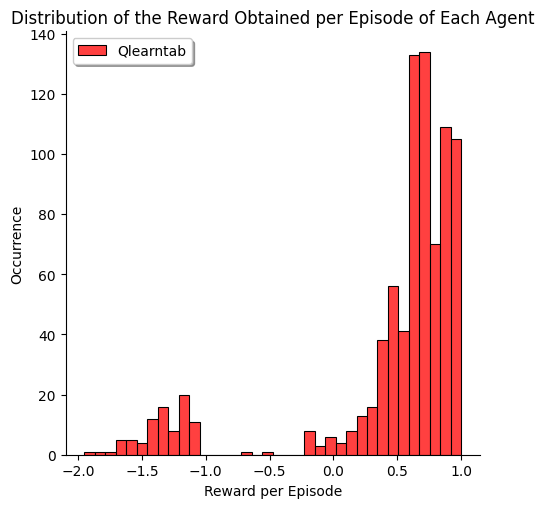 Distribution of the Reward Obtained per Episode of Each Agent
Qlearntab
140
120
100
80
60
40
20
0
Occurrence
-2.0 -1.5 -1.0 -0.5 0.0 0.5 1.0
Reward per Episode